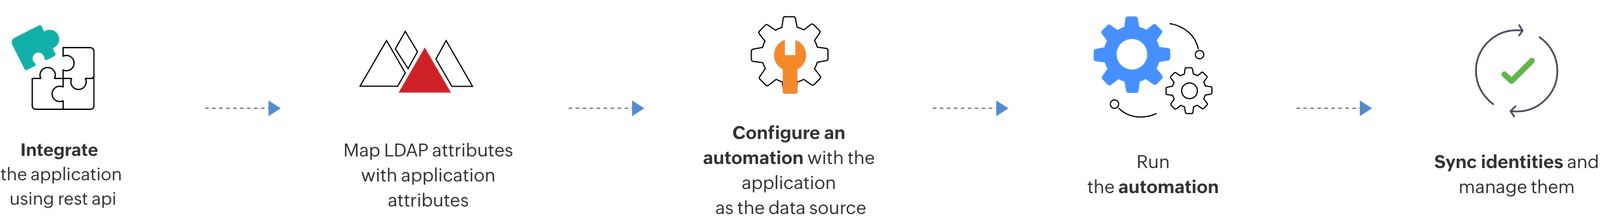 Integrate
the application
using rest api
Map LDAP attributes
with application
attributes
Configure an
automation with the
application
as the data source
Run
the automation
Sync identities and
manage them